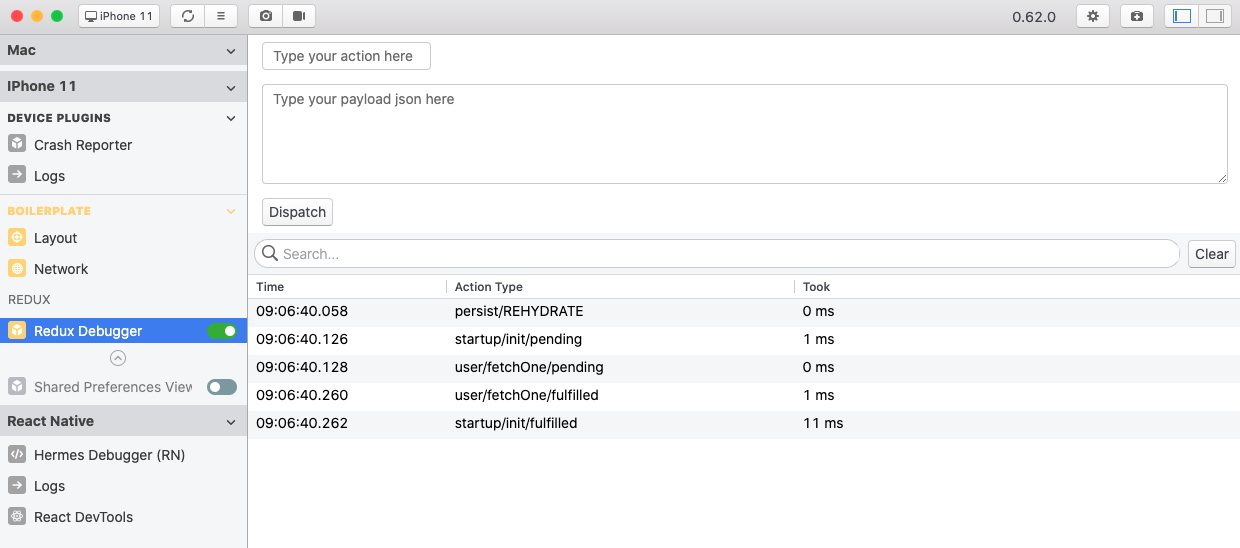 iPhone 11
0.62.0
Mac
IPhone 11
DEVICE PLUGINS
Crash Reporter
Logs
BOILERPLATE
Layout
Network
REDUX
Redux Debugger
Shared Preferences View
React Native
Hermes Debugger (RN)
Logs
React DevTools
Type your action here
Type your payload json here
Dispatch
Search...
Clear
Time Action Type Took
09:06:40.058 persist/REHYDRATE 0 ms
09:06:40.126 startup/init/pending 1 ms
09:06:40.128 user/fetchOne/pending 0 ms
09:06:40.260 user/fetchOne/fulfilled 1 ms
09:06:40.262 startup/init/fulfilled 11 ms